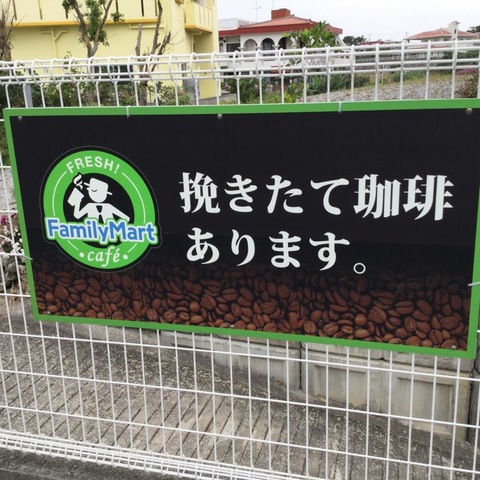 FRESH!
FamilyMart
・café・
挽きたて珈琲
あります。